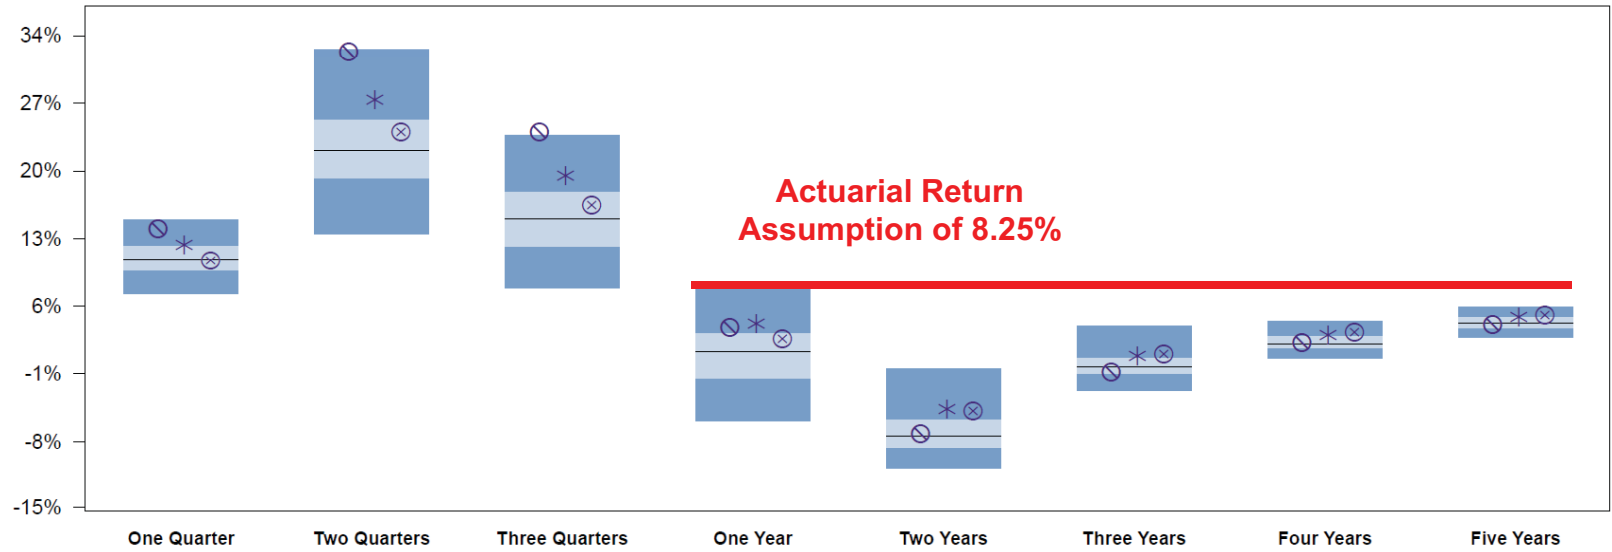 34%
27%
20%
13%
6%
-1%
-8%
-15%
Actuarial Return
Assumption of 8.25%
One Quarter Two Quarters Three Quarters One Year Two Years Three Years Four Years Five Years